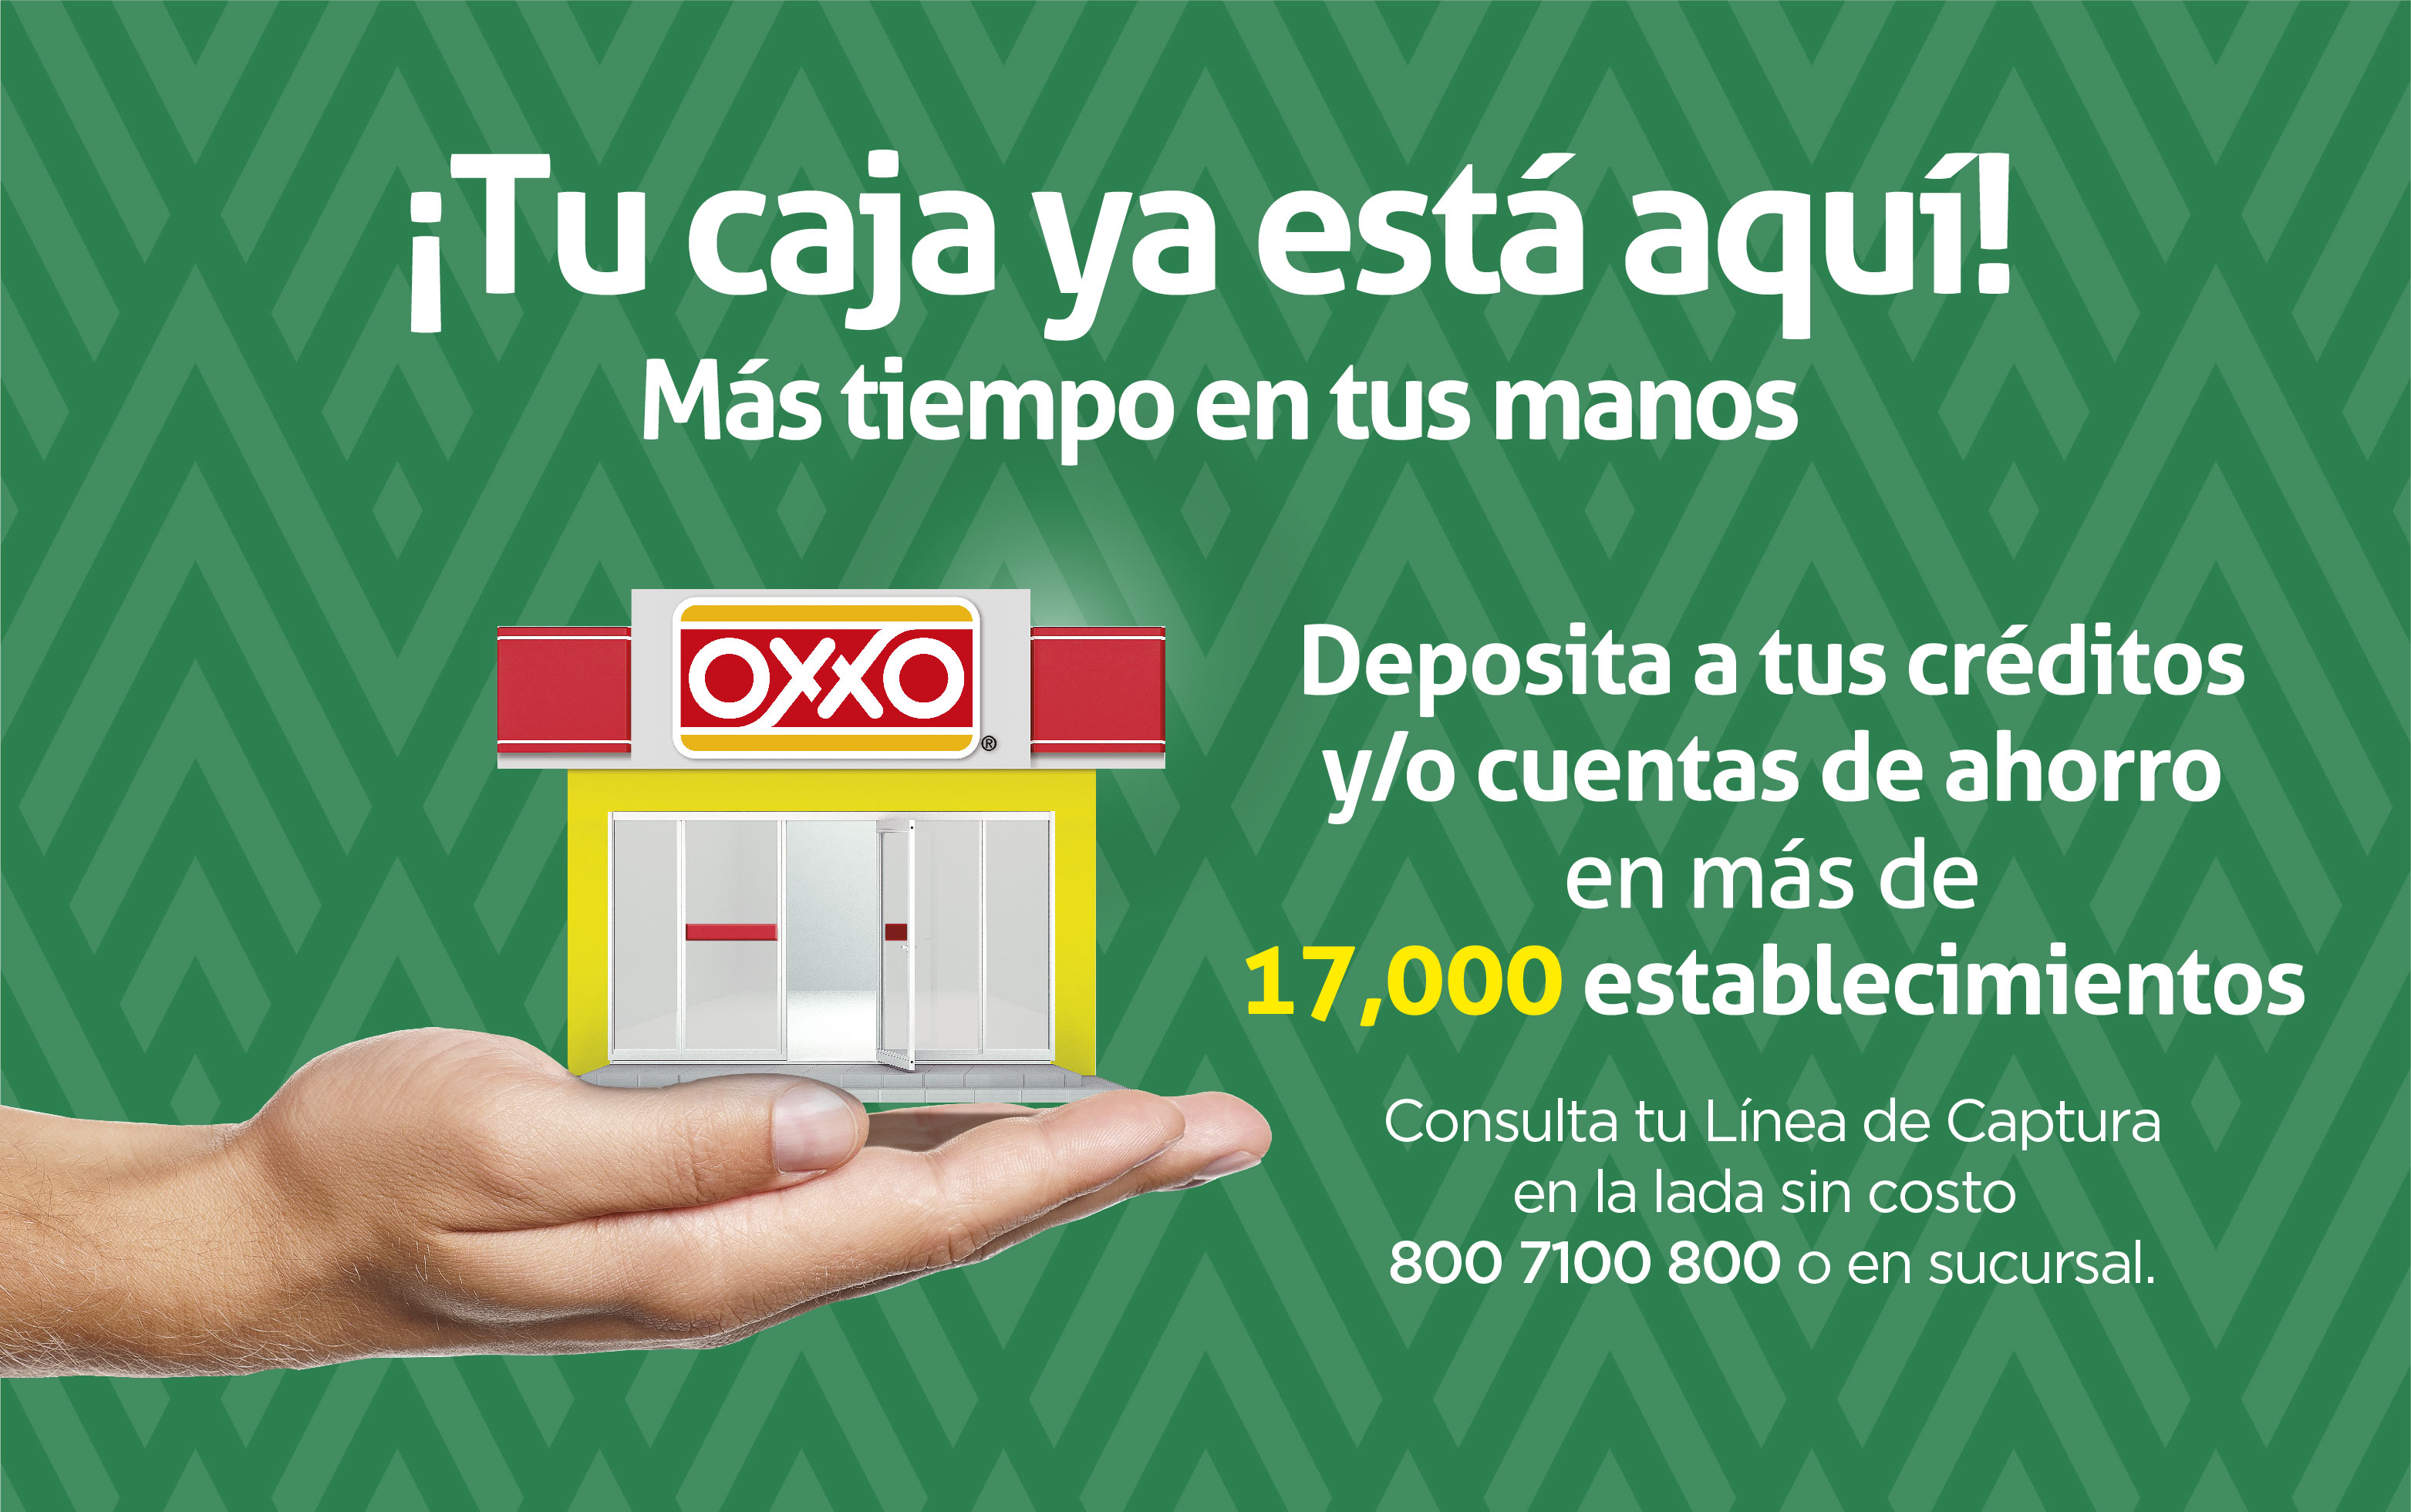 ¡Tu caja ya está aquí!
Más tiempo en tus manos
OXXO
®
Deposita a tus créditos
y/o cuentas de ahorro
en más de
17,000 establecimientos
Consulta tu Línea de Captura
en la lada sin costo
800 7100 800 o en sucursal.